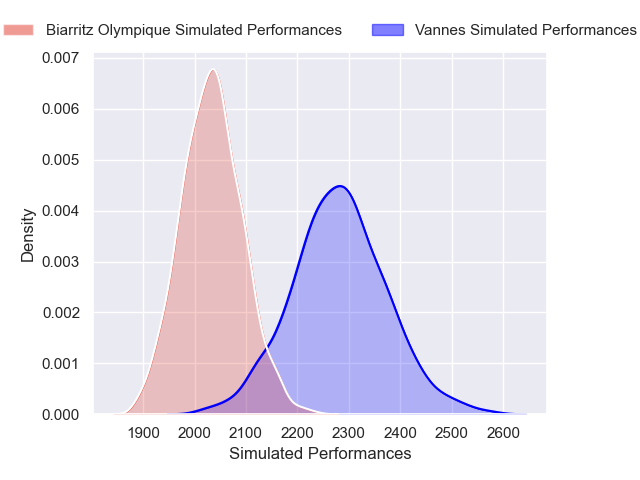 Biarritz Olympique Simulated Performances Vannes Simulated Performances
0.007
0.006
0.005
0.004
0.003
0.002
0.001
0.000
Density
1900 2000 2100 2200 2300 2400 2500 2600
Simulated Performances